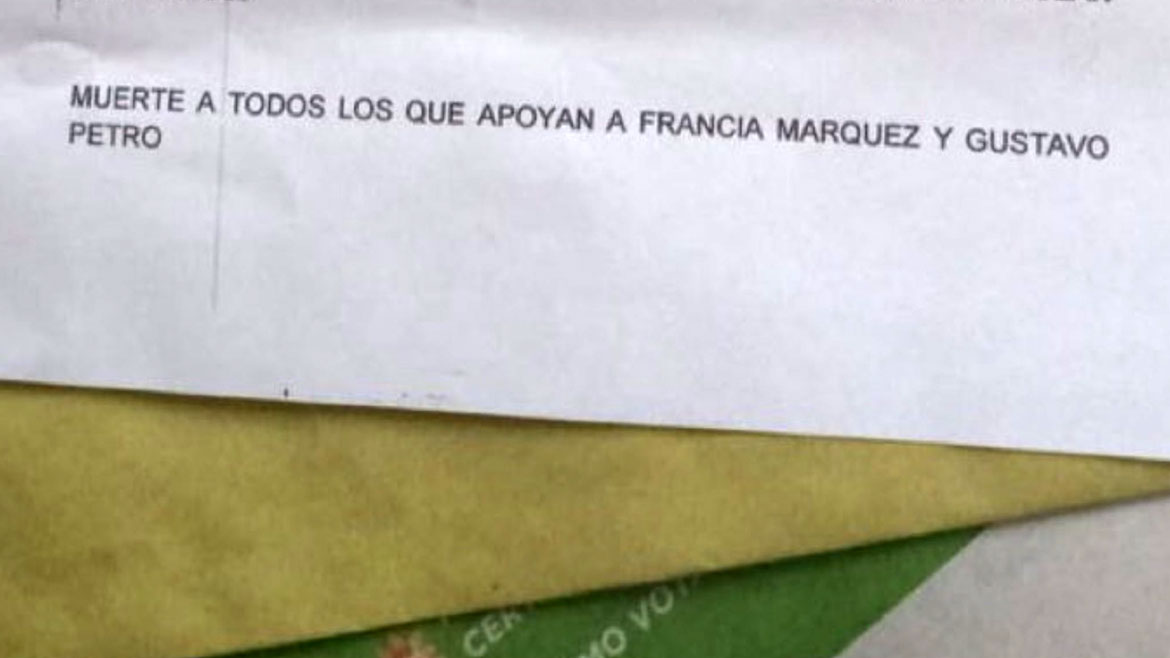 MUERTE A TODOS LOS QUE APOYAN A FRANCIA MARQUEZ Y GUSTAVO
PETRO